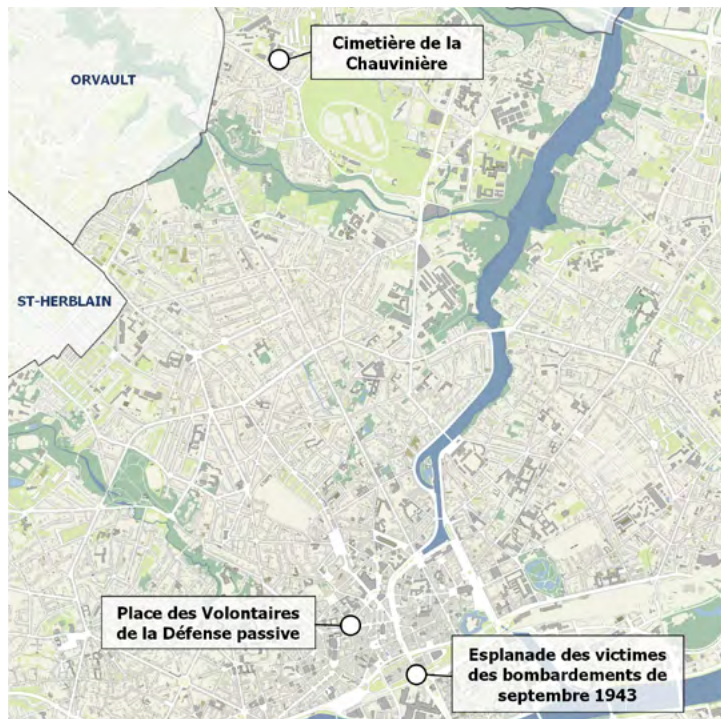 Cimetière de la
Chauvinière
ORVAULT
ST-HERBLAIN
Place des Volontaires
de la Défense passive
Esplanade des victimes
des bombardements de
septembre 1943